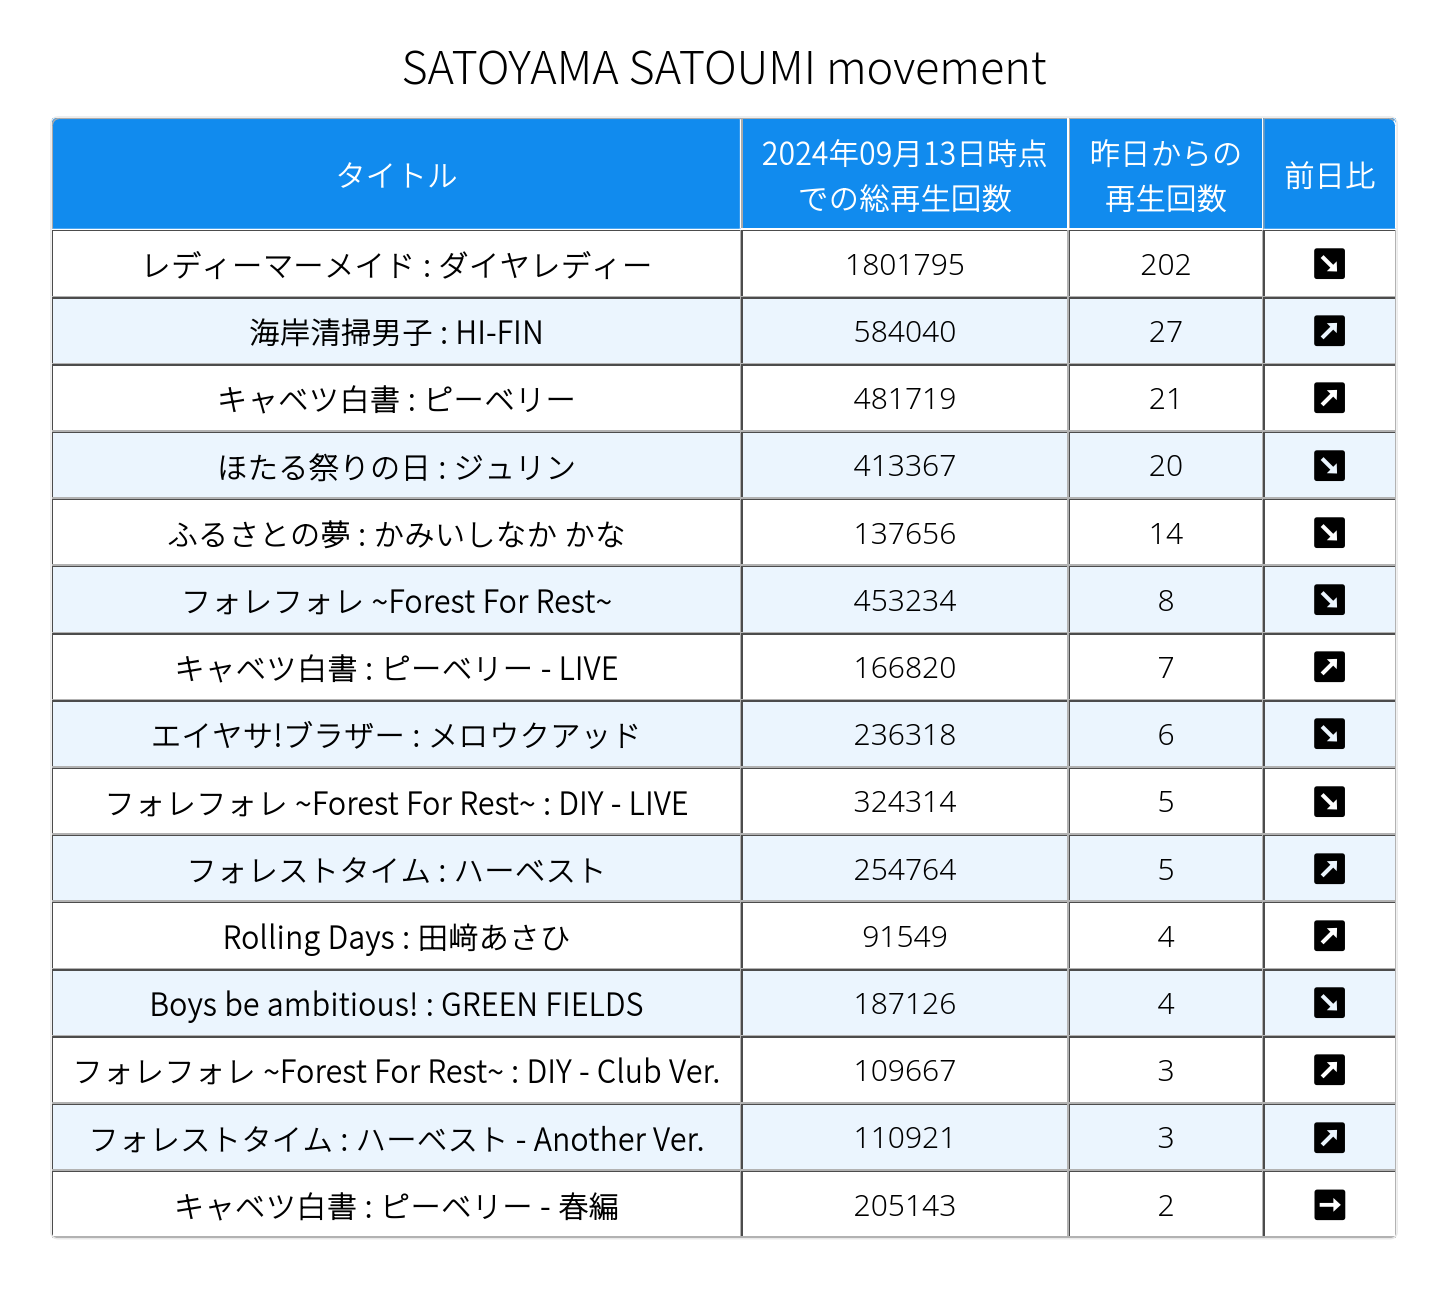 SATOYAMA SATOUMI movement
タイトル 2024年09月13日時点での総再生回数 昨日からの再生回数 前日比
レディーマーメイド : ダイヤレディー 1801795 202 ↘
海岸清掃男子 : HI-FIN 584040 27 ↗
キャベツ白書 : ピーベリー 481719 21 ↗
ほたる祭りの日 : ジュリン 413367 20 ↘
ふるさとの夢 : かみいしなか かな 137656 14 ↘
フォレフォレ ~Forest For Rest~ 453234 8 ↘
キャベツ白書 : ピーベリー - LIVE 166820 7 ↗
エイヤサ!ブラザー : メロウクアッド 236318 6 ↘
フォレフォレ ~Forest For Rest~ : DIY - LIVE 324314 5 ↘
フォレストタイム : ハーベスト 254764 5 ↗
Rolling Days : 田﨑あさひ 91549 4 ↗
Boys be ambitious! : GREEN FIELDS 187126 4 ↘
フォレフォレ ~Forest For Rest~ : DIY - Club Ver. 109667 3 ↗
フォレストタイム : ハーベスト - Another Ver. 110921 3 ↗
キャベツ白書 : ピーベリー - 春編 205143 2 →